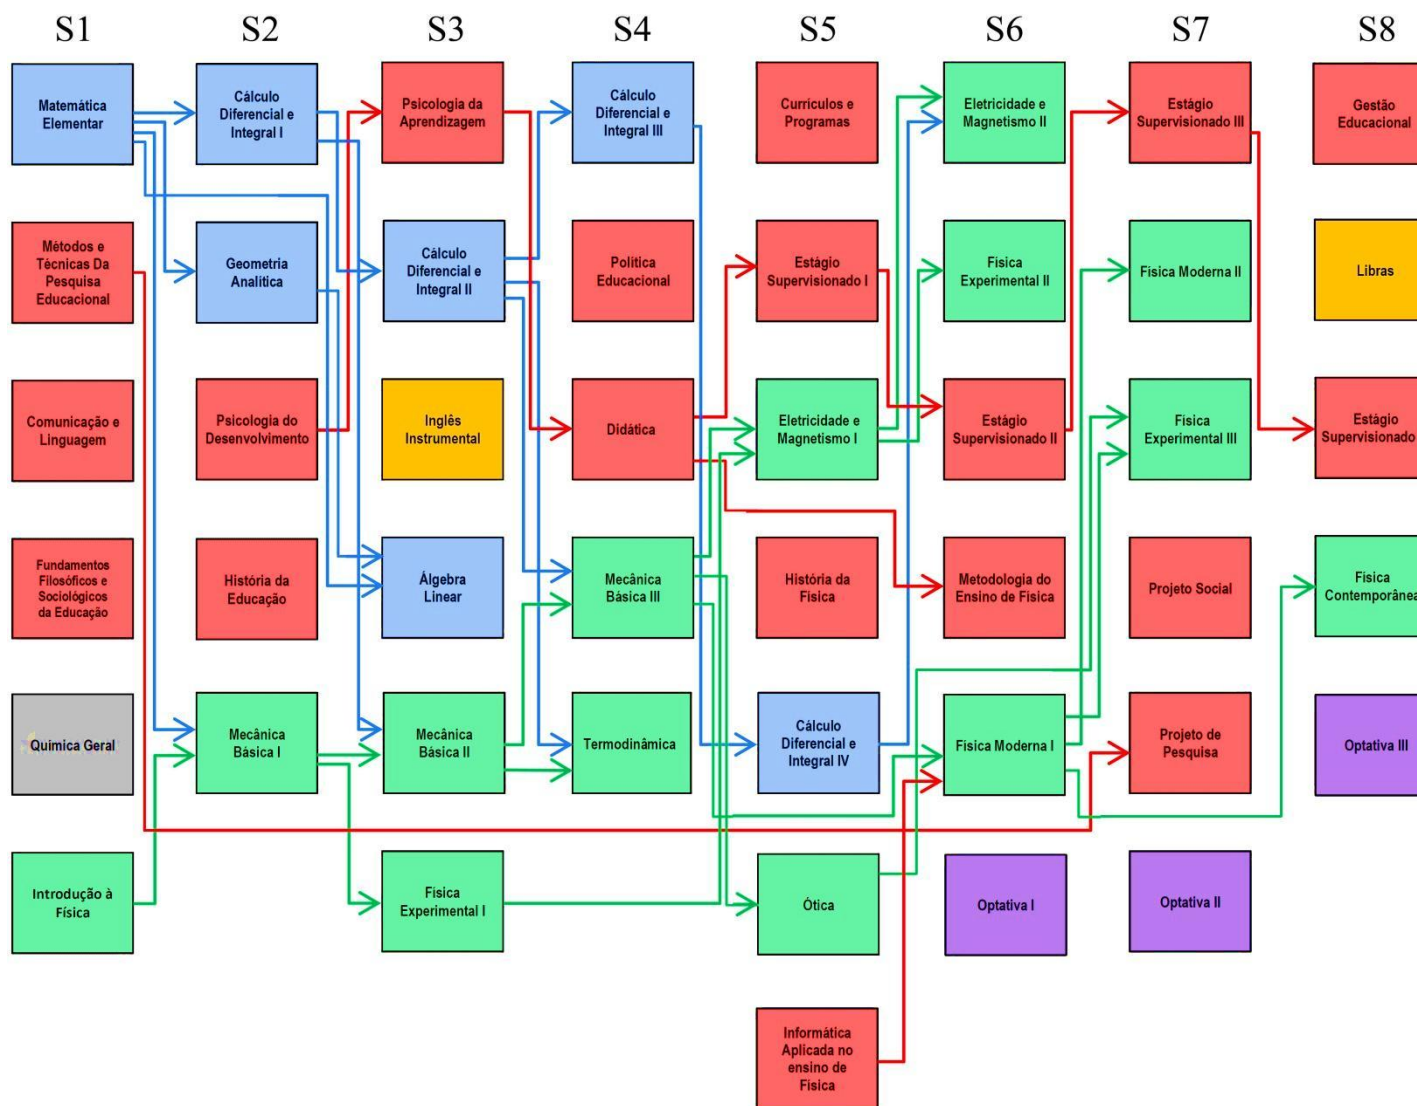 S1
S2
S3
S4
S5
S6
S7
S8
Matemática
Elementar
Cálculo
Diferencial e
Integral I
Psicologia da
Aprendizagem
Cálculo
Diferencial e
Integral III
Currículos e
Programas
Eletricidade e
Magnetismo II
Estágio
Supervisionado III
Gestão
Educacional
Métodos e
Técnicas Da
Pesquisa
Educacional
Geometria
Analítica
Cálculo
Diferencial e
Integral II
Política
Educacional
Estágio
Supervisionado I
Física
Experimental II
Física Moderna II
Libras
Comunicação e
Linguagem
Psicologia do
Desenvolvimento
Inglês
Instrumental
Didática
Eletricidade e
Magnetismo I
Estágio
Supervisionado II
Física
Experimental III
Estágio
Supervisionado
Fundamentos
Filosóficos e
Sociológicos
da Educação
História da
Educação
Álgebra
Linear
Mecânica
Básica III
História da
Física
Metodologia do
Ensino de Física
Projeto Social
Física
Contemporânea
Química Geral
Mecânica
Básica I
Mecânica
Básica II
Termodinâmica
Cálculo
Diferencial e
Integral IV
Física Moderna I
Projeto de
Pesquisa
Optativa III
Introdução à
Física
Física
Experimental I
Ótica
Optativa I
Optativa II
Informática
Aplicada no
ensino de
Física